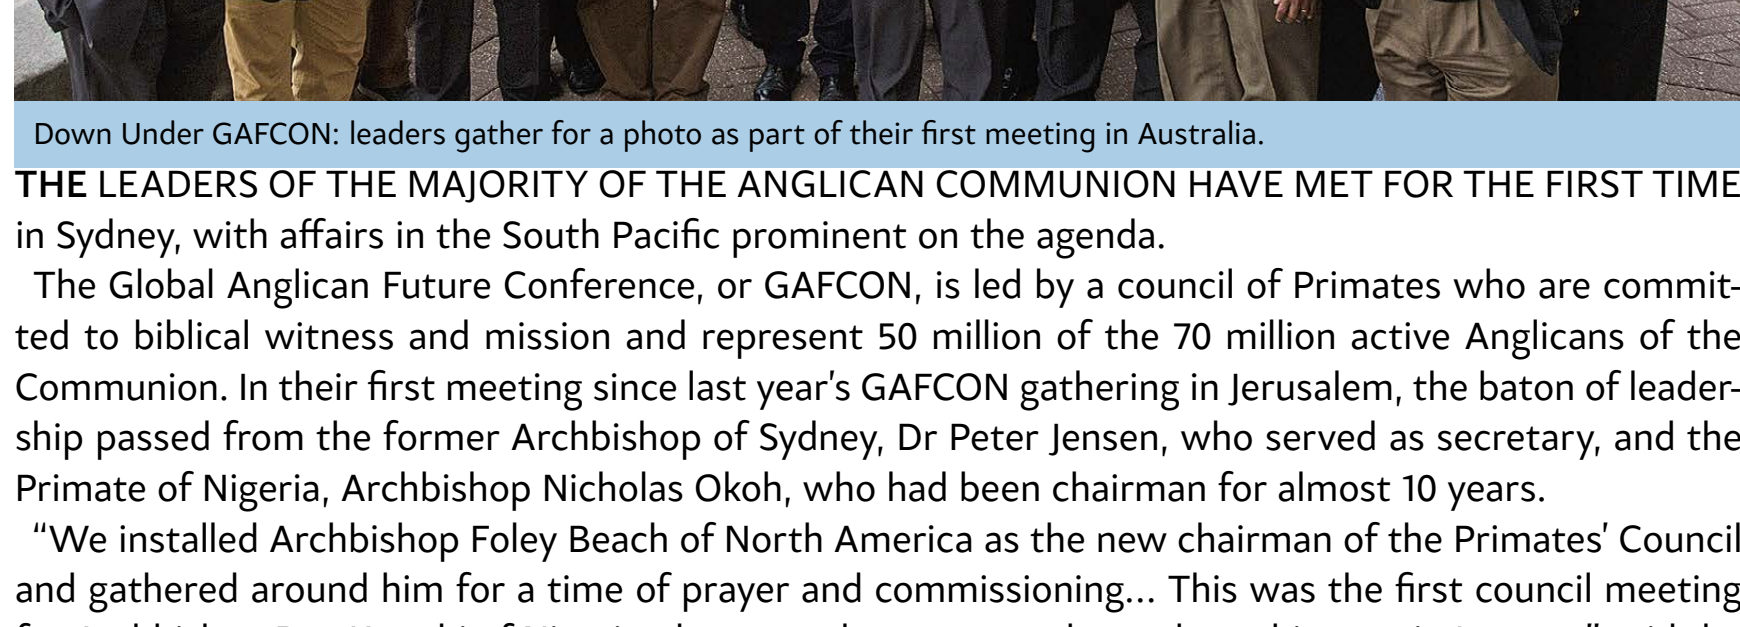 Down Under GAFCON: leaders gather for a photo as part of their first meeting in Australia.
THE LEADERS OF THE MAJORITY OF THE ANGLICAN COMMUNION HAVE MET FOR THE FIRST TIME
in Sydney, with affairs in the South Pacific prominent on the agenda.
The Global Anglican Future Conference, or GAFCON, is led by a council of Primates who are commit-
ted to biblical witness and mission and represent 50 million of the 70 million active Anglicans of the
Communion. In their first meeting since last year's GAFCON gathering in Jerusalem, the baton of leader-
ship passed from the former Archbishop of Sydney, Dr Peter Jensen, who served as secretary, and the
Primate of Nigeria, Archbishop Nicholas Okoh, who had been chairman for almost 10 years.
“We installed Archbishop Foley Beach of North America as the new chairman of the Primates’ Council
and gathered around him for a time of prayer and commissioning... This was the first council meeting